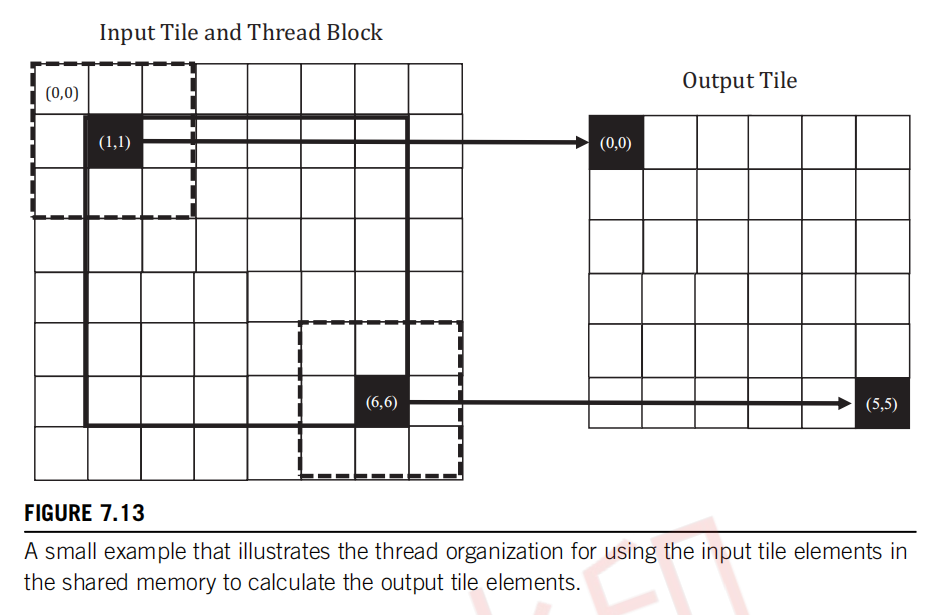 Input Tile and Thread Block
Output Tile
(0,0)
(1,1)
(0,0)
(6,6)
(5,5)
FIGURE 7.13
A small example that illustrates the thread organization for using the input tile elements in
the shared memory to calculate the output tile elements.